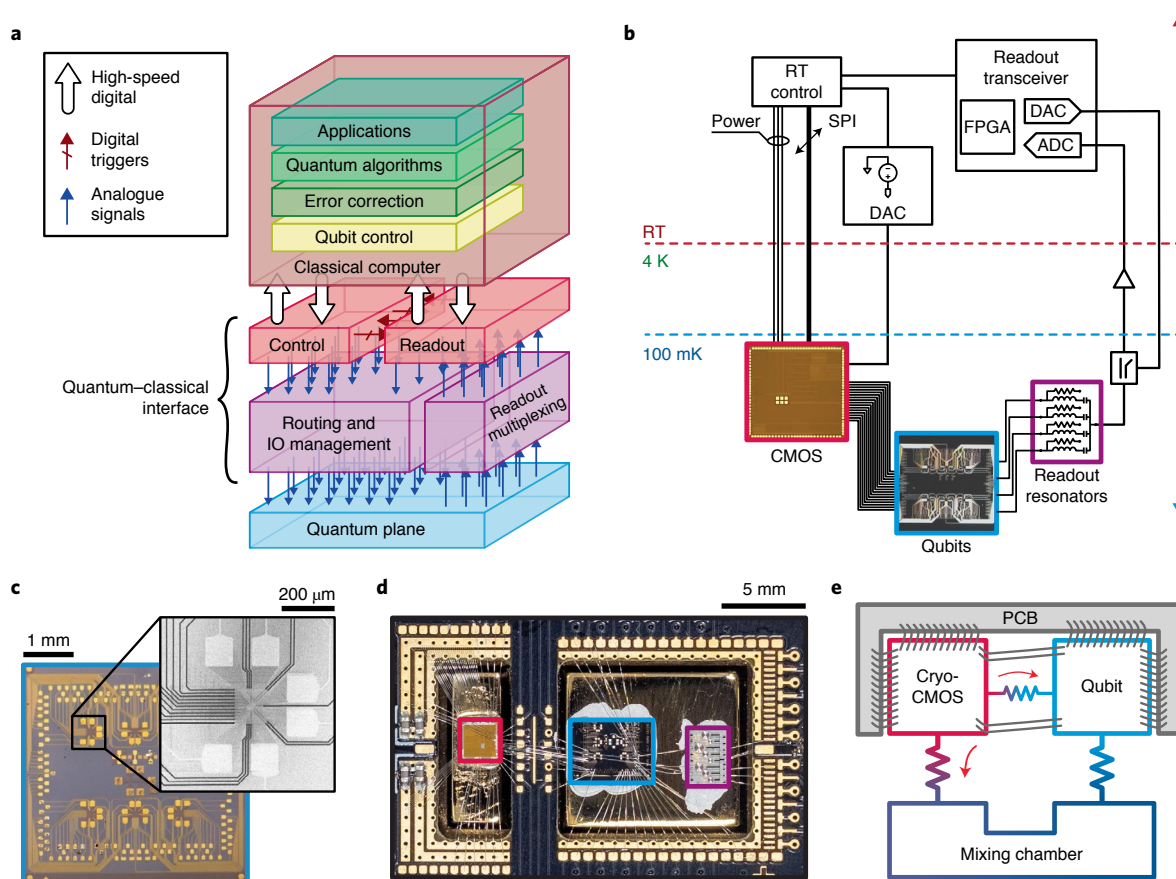 a
High-speed
digital
Digital
triggers
Analogue
signals
Applications
Quantum algorithms
Error correction
Qubit control
Classical computer
Control
Readout
Quantum–classical
interface
Routing and
IO management
Readout
multiplexing
Quantum plane
b
RT
control
Readout
transceiver
FPGA
DAC
ADC
Power
SPI
DAC
RT
4 K
100 mK
CMOS
Qubits
Readout
resonators
c
200 μm
1 mm
d
5 mm
e
PCB
Cryo-
CMOS
Qubit
Mixing chamber